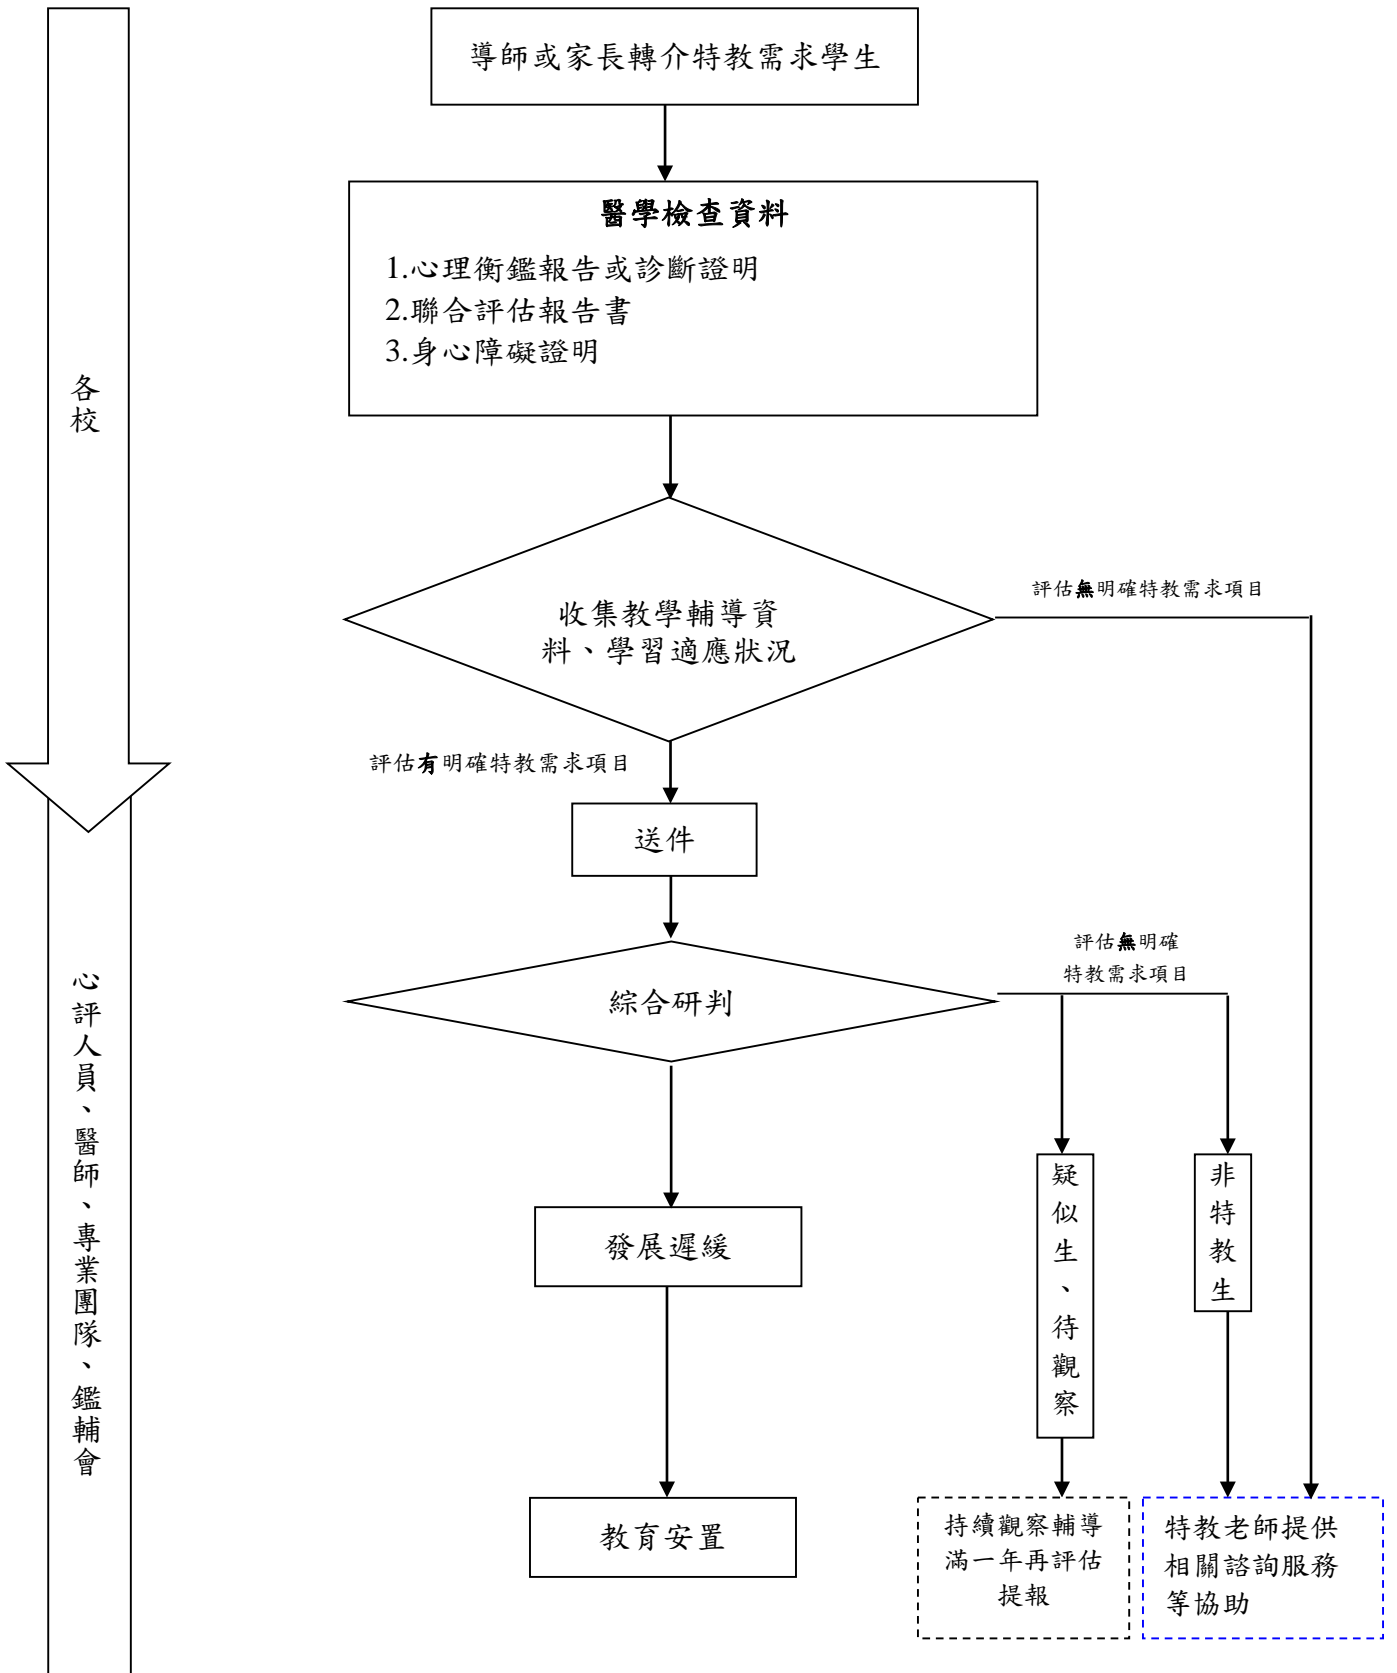 導師或家長轉介特教需求學生
醫學檢查資料
1.心理衡鑑報告或診斷證明
2.聯合評估報告書
3.身心障礙證明
各校
收集教學輔導資
料、學習適應狀況
評估無明確特教需求項目
評估有明確特教需求項目
送件
綜合研判
評估無明確
特教需求項目
心評人員、醫師、專業團隊、鑑輔會
發展遲緩
疑似生、待觀察
非特教生
教育安置
持續觀察輔導
滿一年再評估
提報
特教老師提供
相關諮詢服務
等協助